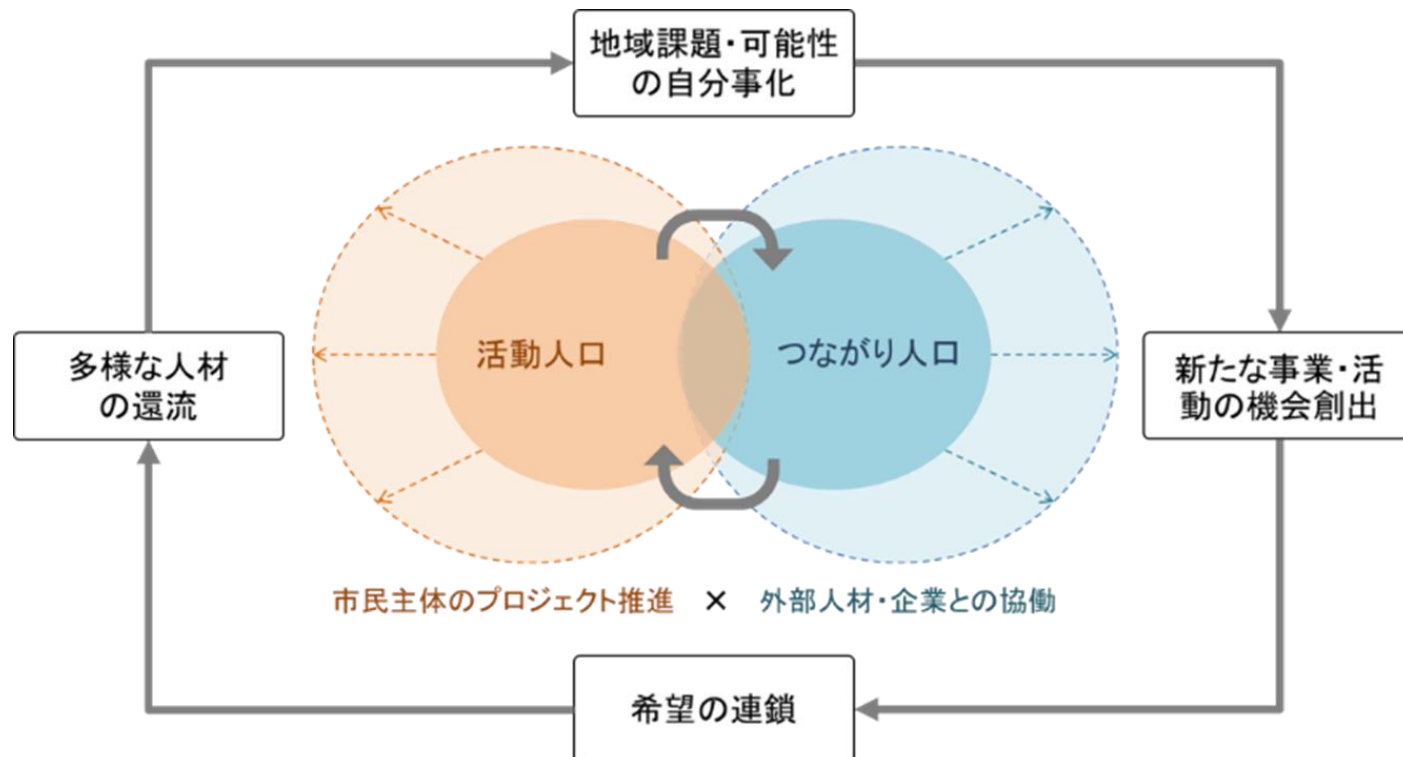 地域課題・可能性
の自分事化
活動人口
つながり人口
多様な人材
の還流
新たな事業・活
動の機会創出
市民主体のプロジェクト推進 × 外部人材・企業との協働
希望の連鎖